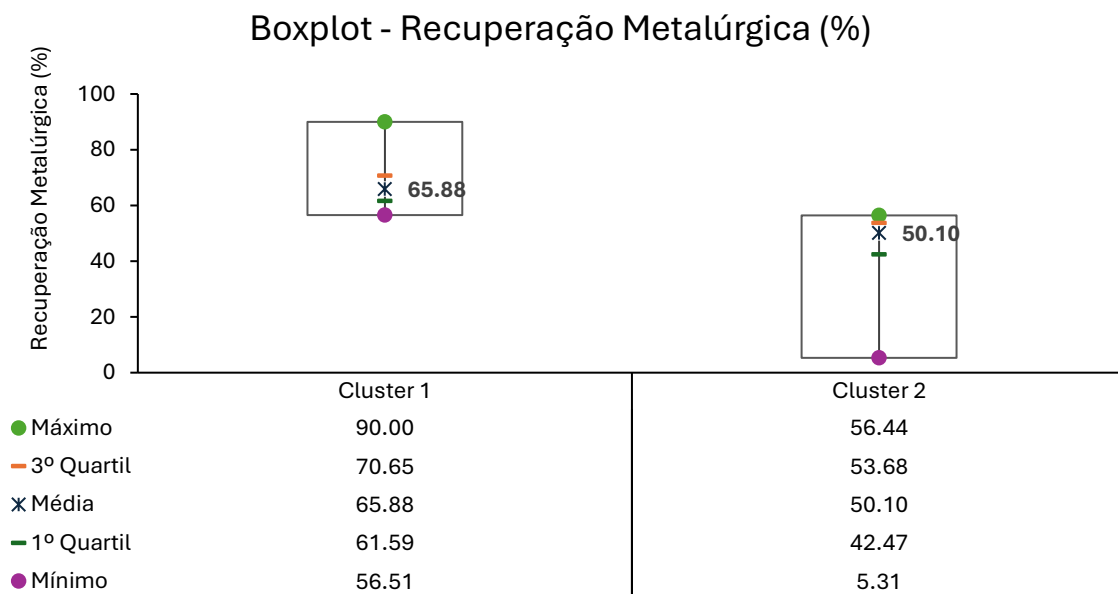 Boxplot - Recuperação Metalúrgica (%)
Recuperação Metalúrgica (%)
100
80
60
40
20
0
65.88
50.10
Cluster 1 Cluster 2
Máximo 90.00 56.44
3º Quartil 70.65 53.68
Média 65.88 50.10
1º Quartil 61.59 42.47
Mínimo 56.51 5.31